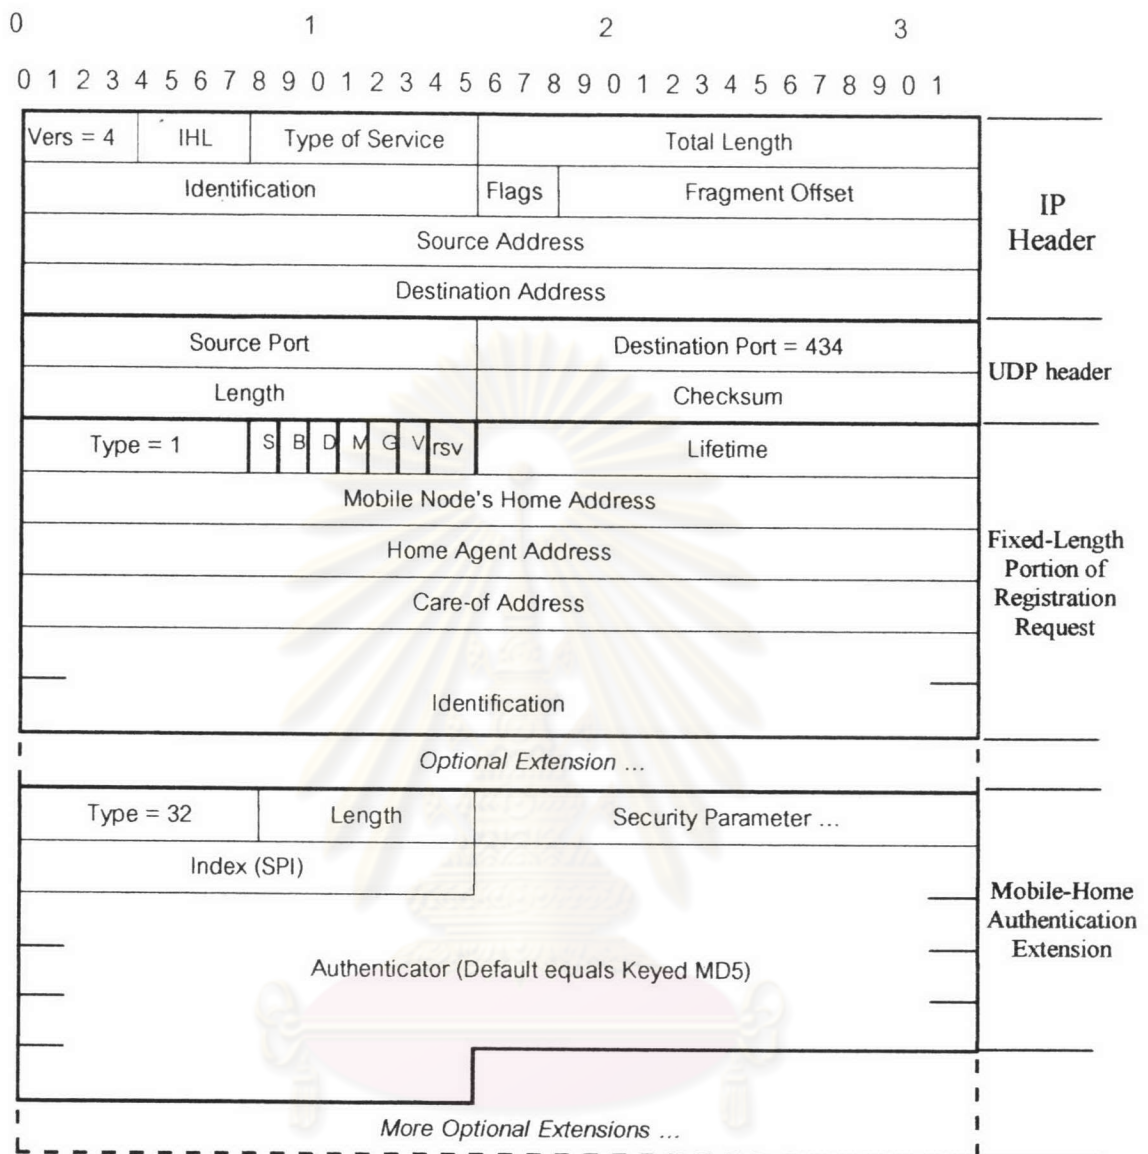 0 1 2 3
0 1 2 3 4 5 6 7 8 9 0 1 2 3 4 5 6 7 8 9 0 1 2 3 4 5 6 7 8 9 0 1
Vers = 4 IHL Type of Service Total Length
Identification Flags Fragment Offset
Source Address
Destination Address
IP
Header
Source Port Destination Port = 434
Length Checksum
UDP header
Type = 1 S B D M G V rsv Lifetime
Mobile Node's Home Address
Home Agent Address
Care-of Address
Identification
Fixed-Length
Portion of
Registration
Request
Optional Extension ...
Type = 32 Length Security Parameter ...
Index (SPI)
Authenticator (Default equals Keyed MD5)
Mobile-Home
Authentication
Extension
More Optional Extensions ...